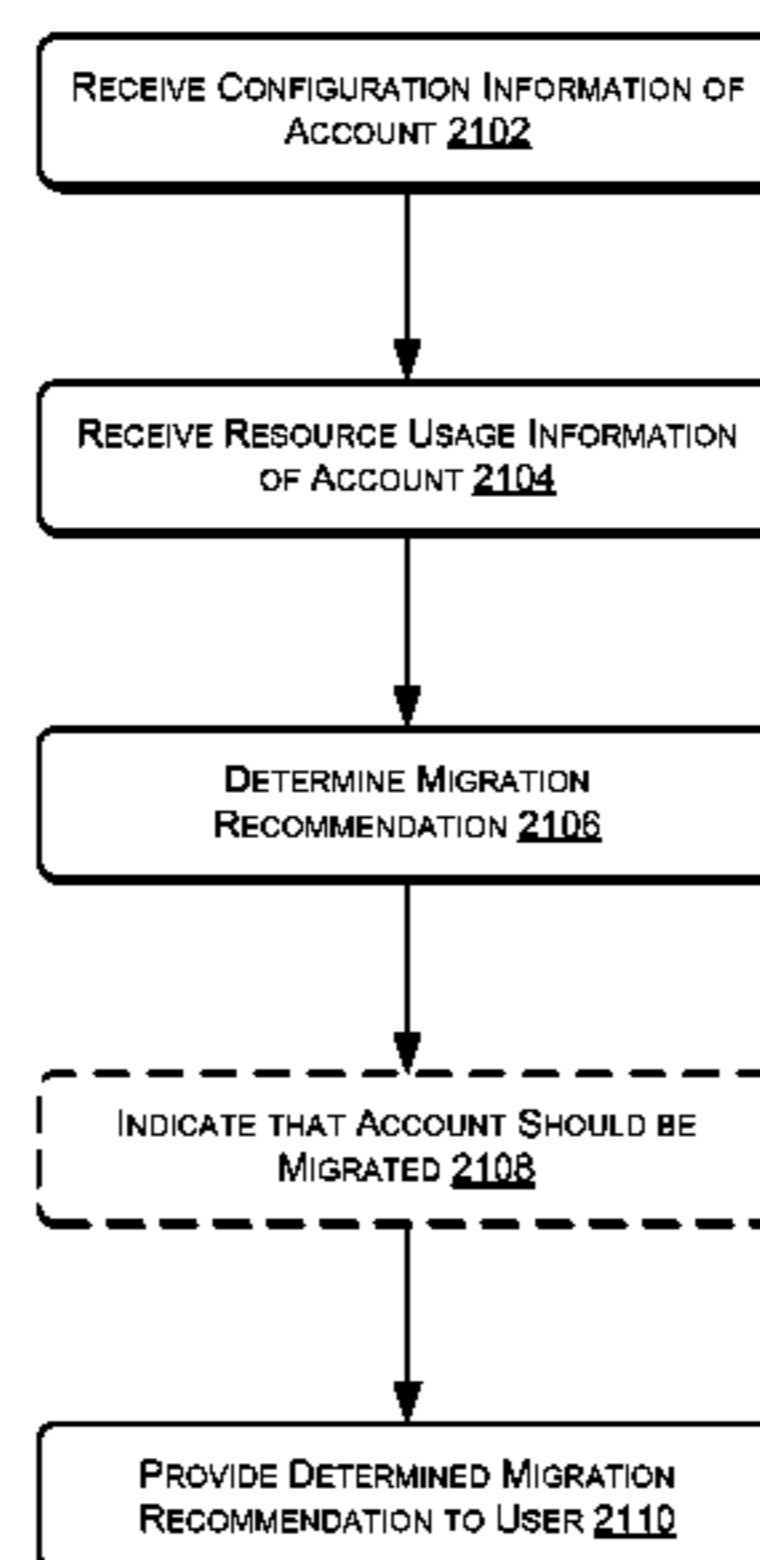 RECEIVE CONFIGURATION INFORMATION OF
ACCOUNT 2102
RECEIVE RESOURCE USAGE INFORMATION
OF ACCOUNT 2104
DETERMINE MIGRATION
RECOMMENDATION 2106
INDICATE THAT ACCOUNT SHOULD BE
MIGRATED 2108
PROVIDE DETERMINED MIGRATION
RECOMMENDATION TO USER 2110